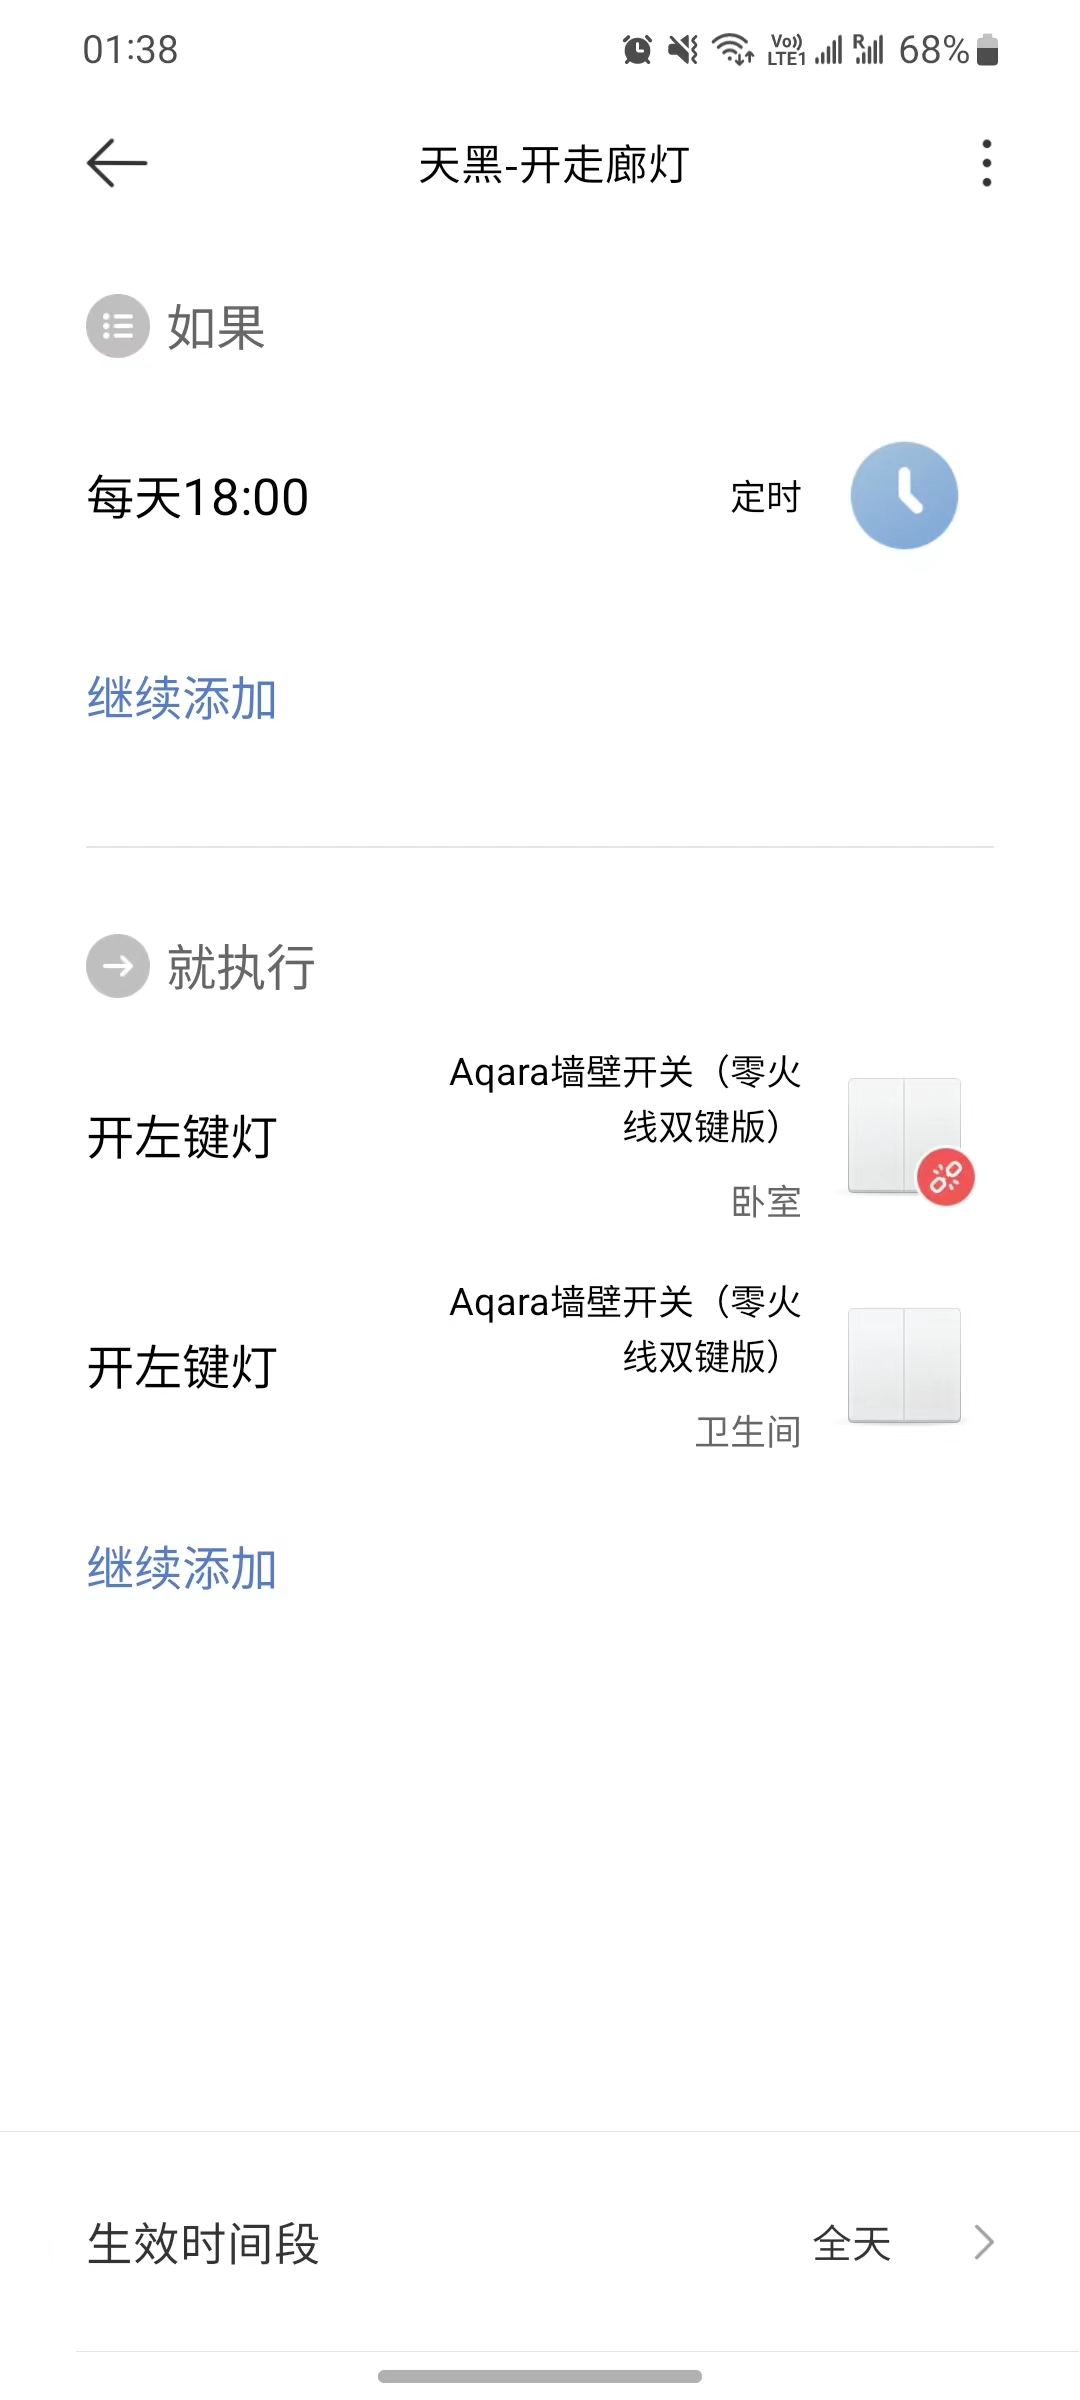 01:38
Vo)) LTE1 R 68%
天黑-开走廊灯
如果
每天18:00
定时
继续添加
就执行
开左键灯
Aqara墙壁开关（零火
线双键版）
卧室
开左键灯
Aqara墙壁开关（零火
线双键版）
卫生间
继续添加
生效时间段
全天